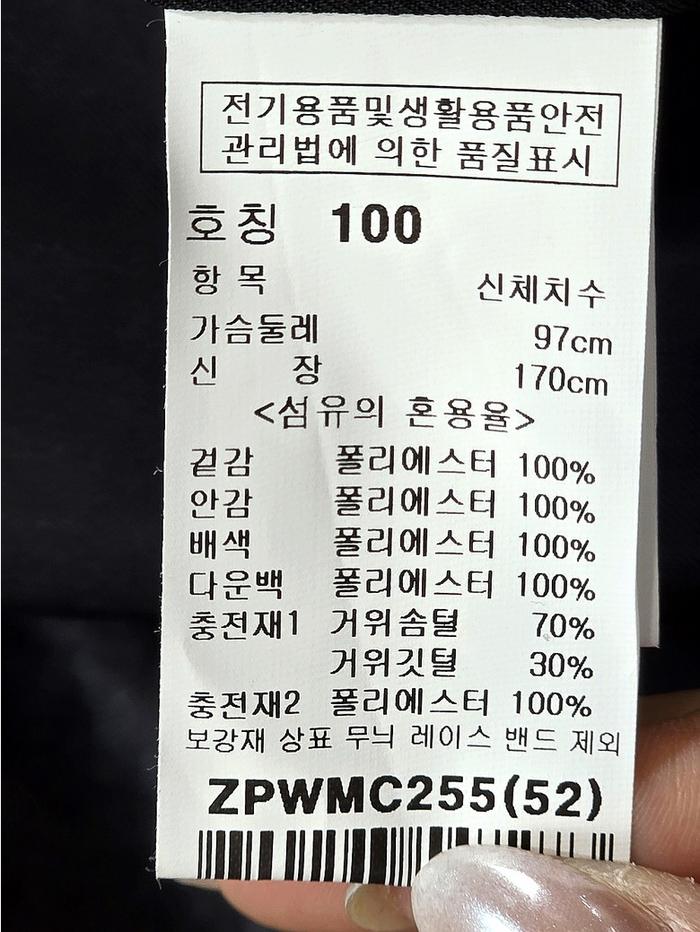 전기용품및생활용품안전
관리법에 의한 품질표시
호칭 100
항목 신체치수
가슴둘레 97cm
신 장 170cm
<섬유의 혼용율>
겉감 폴리에스터 100%
안감 폴리에스터 100%
배색 폴리에스터 100%
다운백 폴리에스터 100%
충전재1 거위솜털 70%
거위깃털 30%
충전재2 폴리에스터 100%
보강재 상표 무늬 레이스 밴드 제외
ZPWMC255(52)